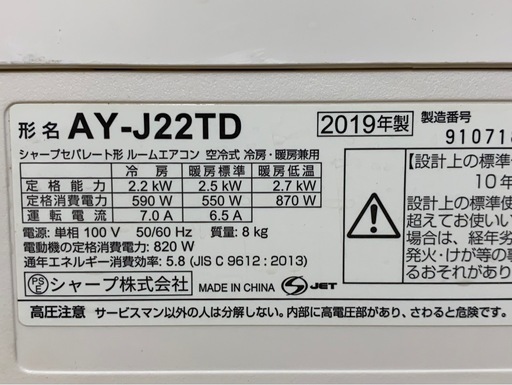 形名 AY-J22TD 2019年製 製造番号
910718
シャープセパレート形 ルームエアコン 空冷式 冷房・暖房兼用
冷房 暖房標準 暖房低温
定格能力 2.2 kW 2.5 kW 2.7 kW
定格消費電力 590 W 550 W 870 W
運転電流 7.0 A 6.5 A
電源: 単相 100 V 50/60 Hz 質量: 8 kg
電動機の定格消費電力: 820 W
通年エネルギー消費効率: 5.8 (JIS C 9612 : 2013)
PS E シャープ株式会社 MADE IN CHINA S JET
【設計上の標準
10年
設計上の標準使
超えてお使いい
場合は、経年劣
発火・けが等の事
るおそれがあり
高圧注意 サービスマン以外の人は分解しない。内部に高電圧部があり、さわると危険です。